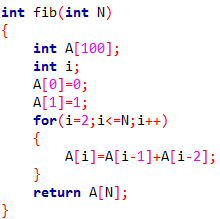 int fib(int N)
{
    int A[100];
    int i;
    A[0]=0;
    A[1]=1;
    for(i=2;i<=N;i++)
    {
        A[i]=A[i-1]+A[i-2];
    }
    return A[N];
}